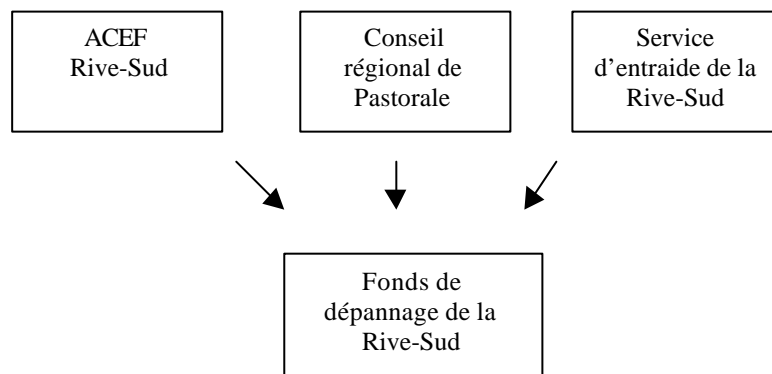 ACEF
Rive-Sud
Conseil
régional de
Pastorale
Service
d’entraide de la
Rive-Sud
Fonds de
dépannage de la
Rive-Sud